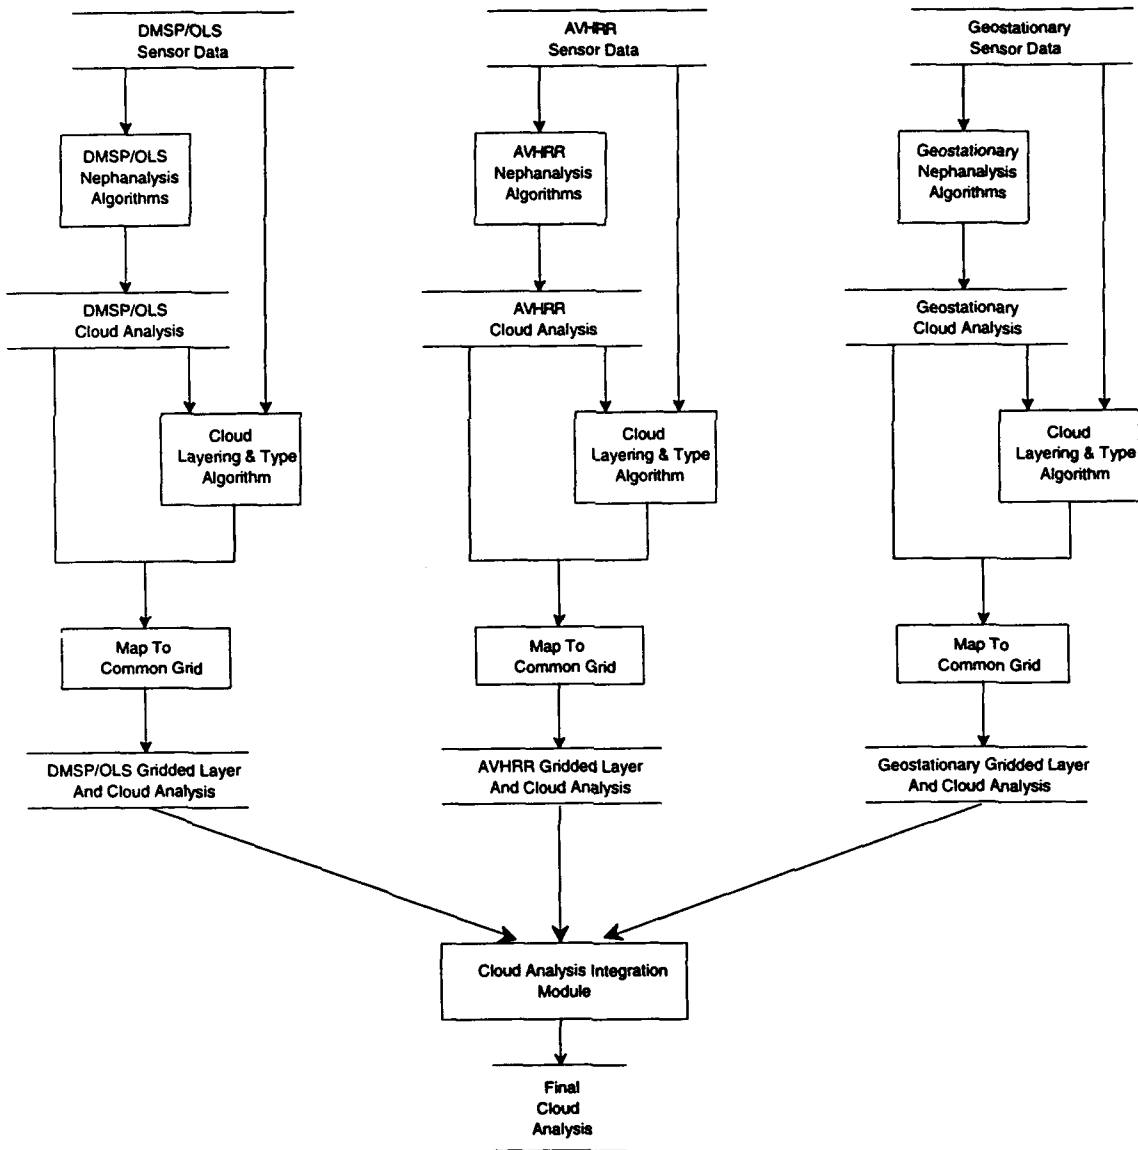 DMSP/OLS
Sensor Data
AVHRR
Sensor Data
Geostationary
Sensor Data
DMSP/OLS
Nephanalysis
Algorithms
AVHRR
Nephanalysis
Algorithms
Geostationary
Nephanalysis
Algorithms
DMSP/OLS
Cloud Analysis
AVHRR
Cloud Analysis
Geostationary
Cloud Analysis
Cloud
Layering & Type
Algorithm
Cloud
Layering & Type
Algorithm
Cloud
Layering & Type
Algorithm
Map To
Common Grid
Map To
Common Grid
Map To
Common Grid
DMSP/OLS Gridded Layer
And Cloud Analysis
AVHRR Gridded Layer
And Cloud Analysis
Geostationary Gridded Layer
And Cloud Analysis
Cloud Analysis Integration
Module
Final
Cloud
Analysis